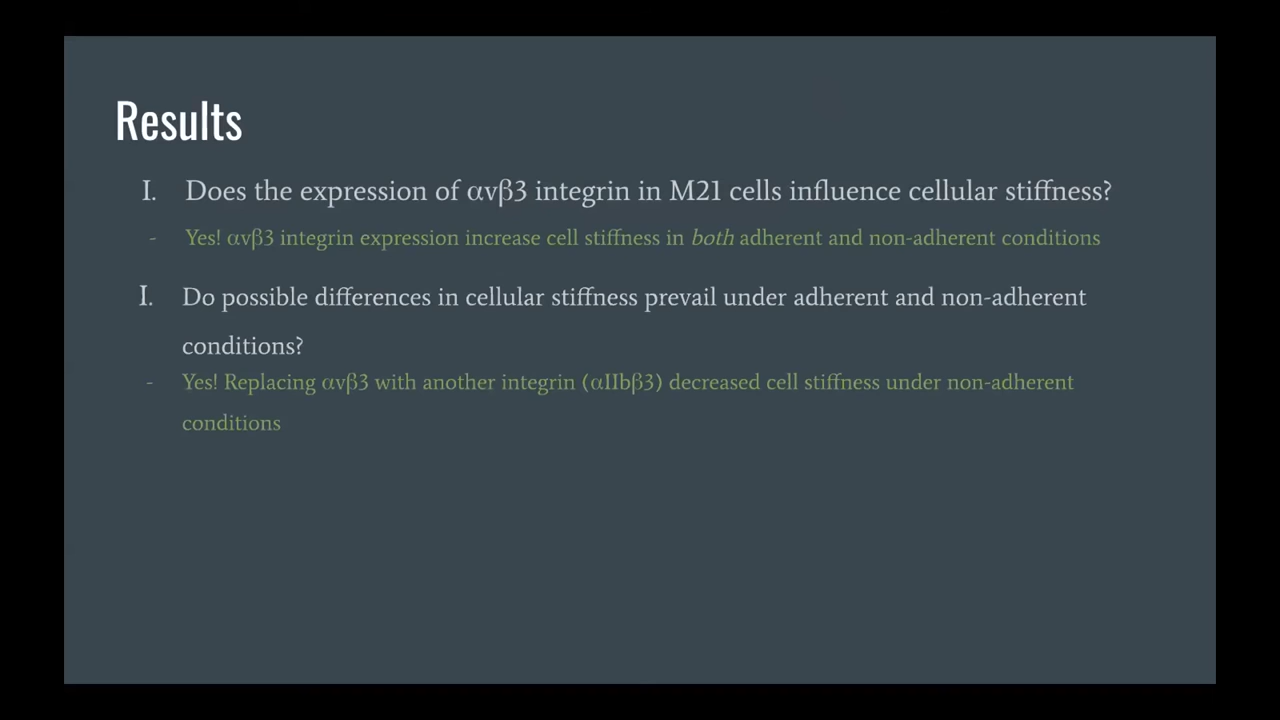 Results
I. Does the expression of αvβ3 integrin in M21 cells influence cellular stiffness?
- Yes! αvβ3 integrin expression increase cell stiffness in both adherent and non-adherent conditions
I. Do possible differences in cellular stiffness prevail under adherent and non-adherent
conditions?
- Yes! Replacing αvβ3 with another integrin (αIIbβ3) decreased cell stiffness under non-adherent
conditions